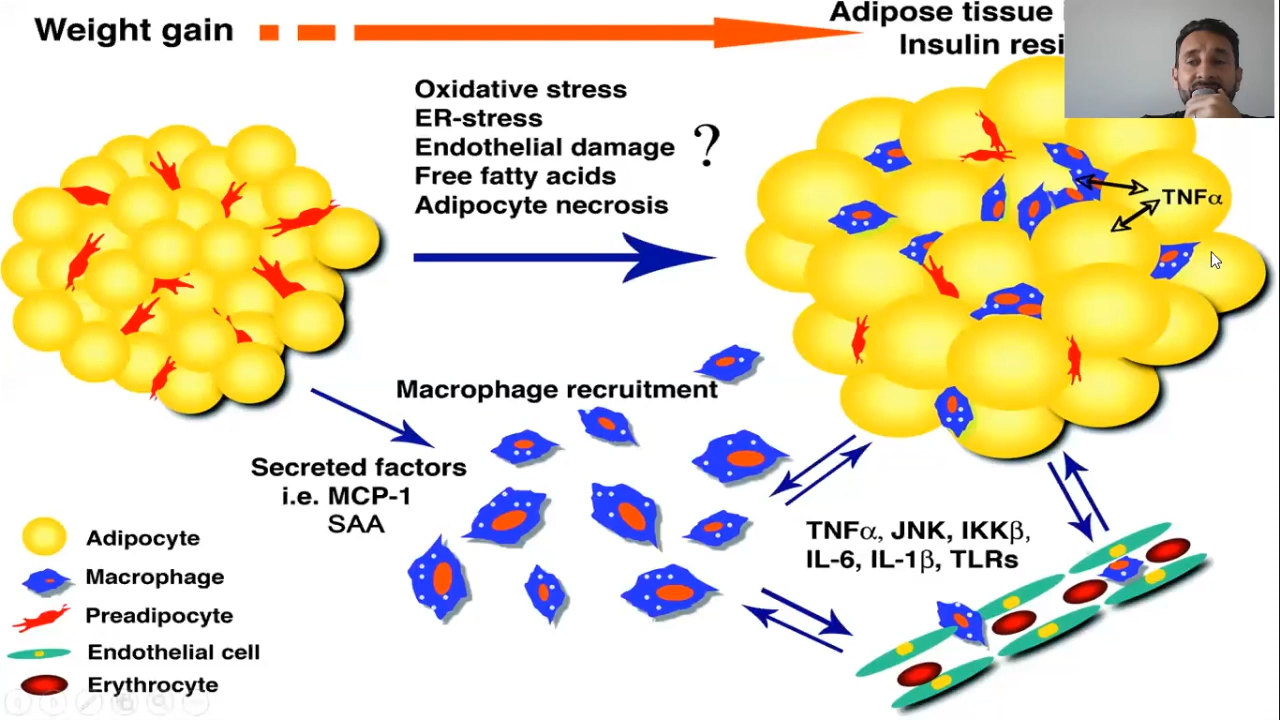 Weight gain
Adipose tissue
Insulin
Oxidative stress
ER-stress
Endothelial damage
Free fatty acids
Adipocyte necrosis
?
TNFα
Macrophage recruitment
Secreted factors
i.e. MCP-1
SAA
TNFα, JNK, IKKβ,
IL-6, IL-1β, TLRs
Adipocyte
Macrophage
Preadipocyte
Endothelial cell
Erythrocyte